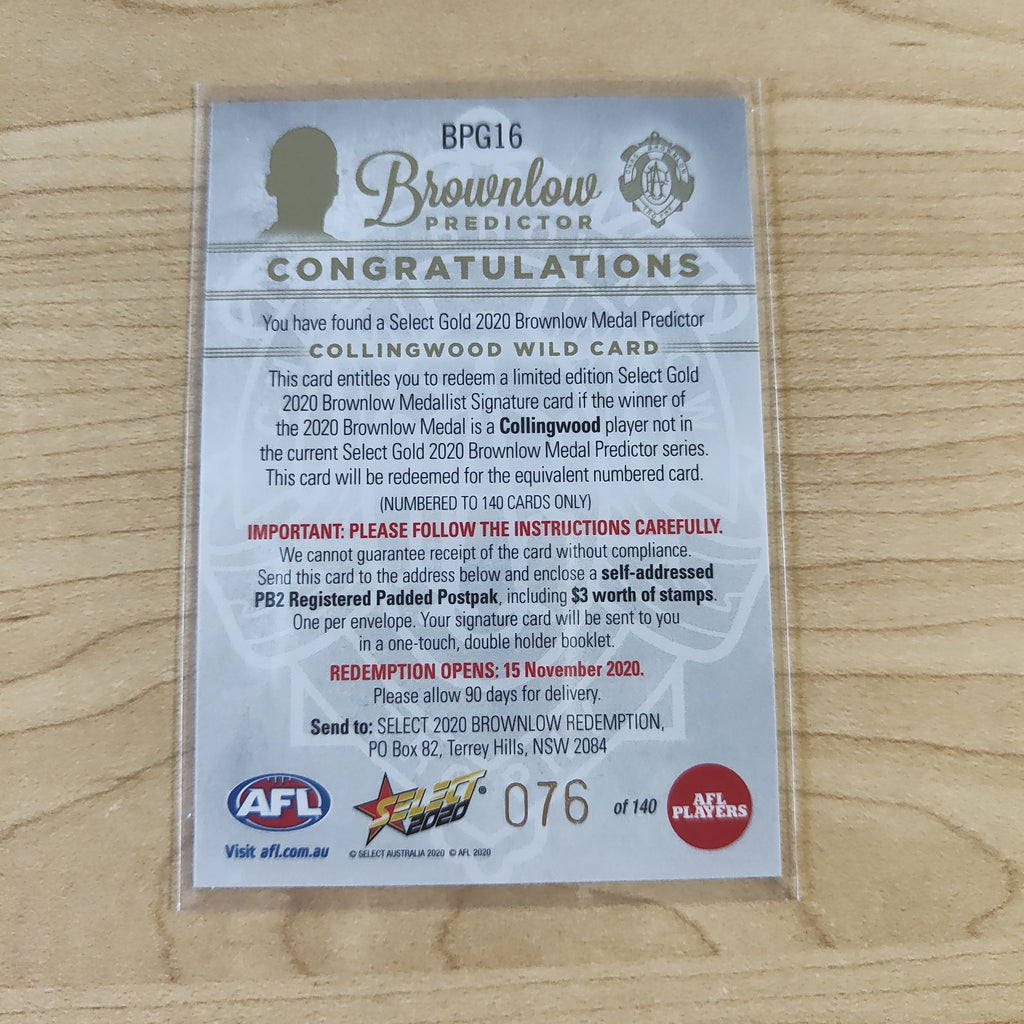 BPG16
Brownlow
PREDICTOR
CONGRATULATIONS
You have found a Select Gold 2020 Brownlow Medal Predictor
COLLINGWOOD WILD CARD
This card entitles you to redeem a limited edition Select Gold
2020 Brownlow Medallist Signature card if the winner of
the 2020 Brownlow Medal is a Collingwood player not in
the current Select Gold 2020 Brownlow Medal Predictor series.
This card will be redeemed for the equivalent numbered card.
(NUMBERED TO 140 CARDS ONLY)
IMPORTANT: PLEASE FOLLOW THE INSTRUCTIONS CAREFULLY.
We cannot guarantee receipt of the card without compliance.
Send this card to the address below and enclose a self-addressed
PB2 Registered Padded Postpak, including $3 worth of stamps.
One per envelope. Your signature card will be sent to you
in a one-touch, double holder booklet.
REDEMPTION OPENS: 15 November 2020.
Please allow 90 days for delivery.
Send to: SELECT 2020 BROWNLOW REDEMPTION,
PO Box 82, Terrey Hills, NSW 2084
AFL
Visit afl.com.au
SELECT ®
2020
© SELECT AUSTRALIA 2020 © AFL 2020
076 of 140
AFL
PLAYERS